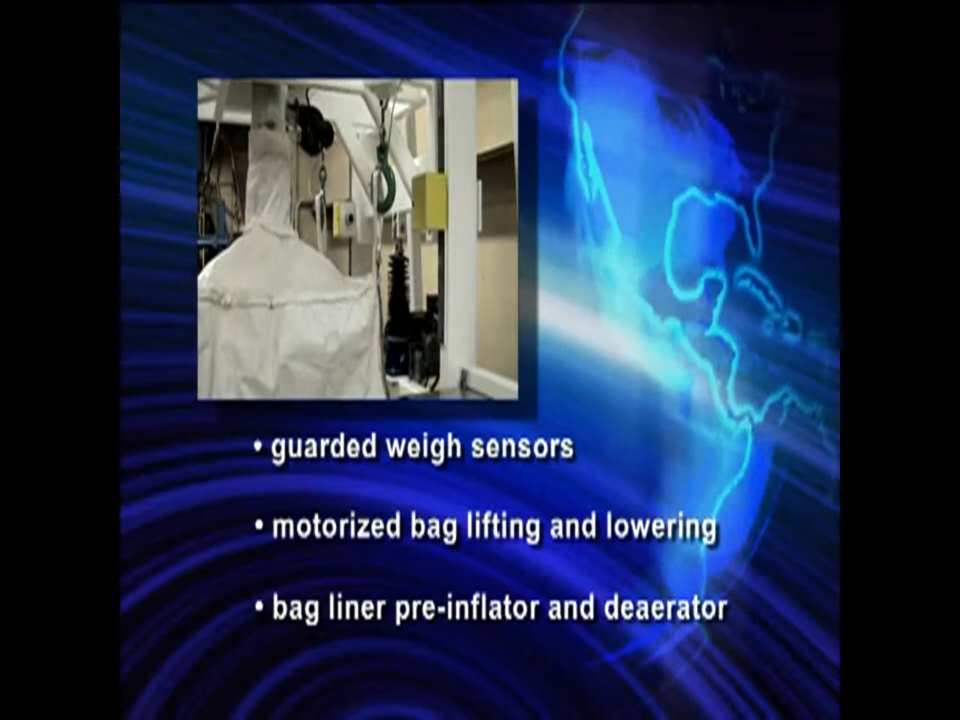 • guarded weigh sensors
• motorized bag lifting and lowering
• bag liner pre-inflator and deaerator